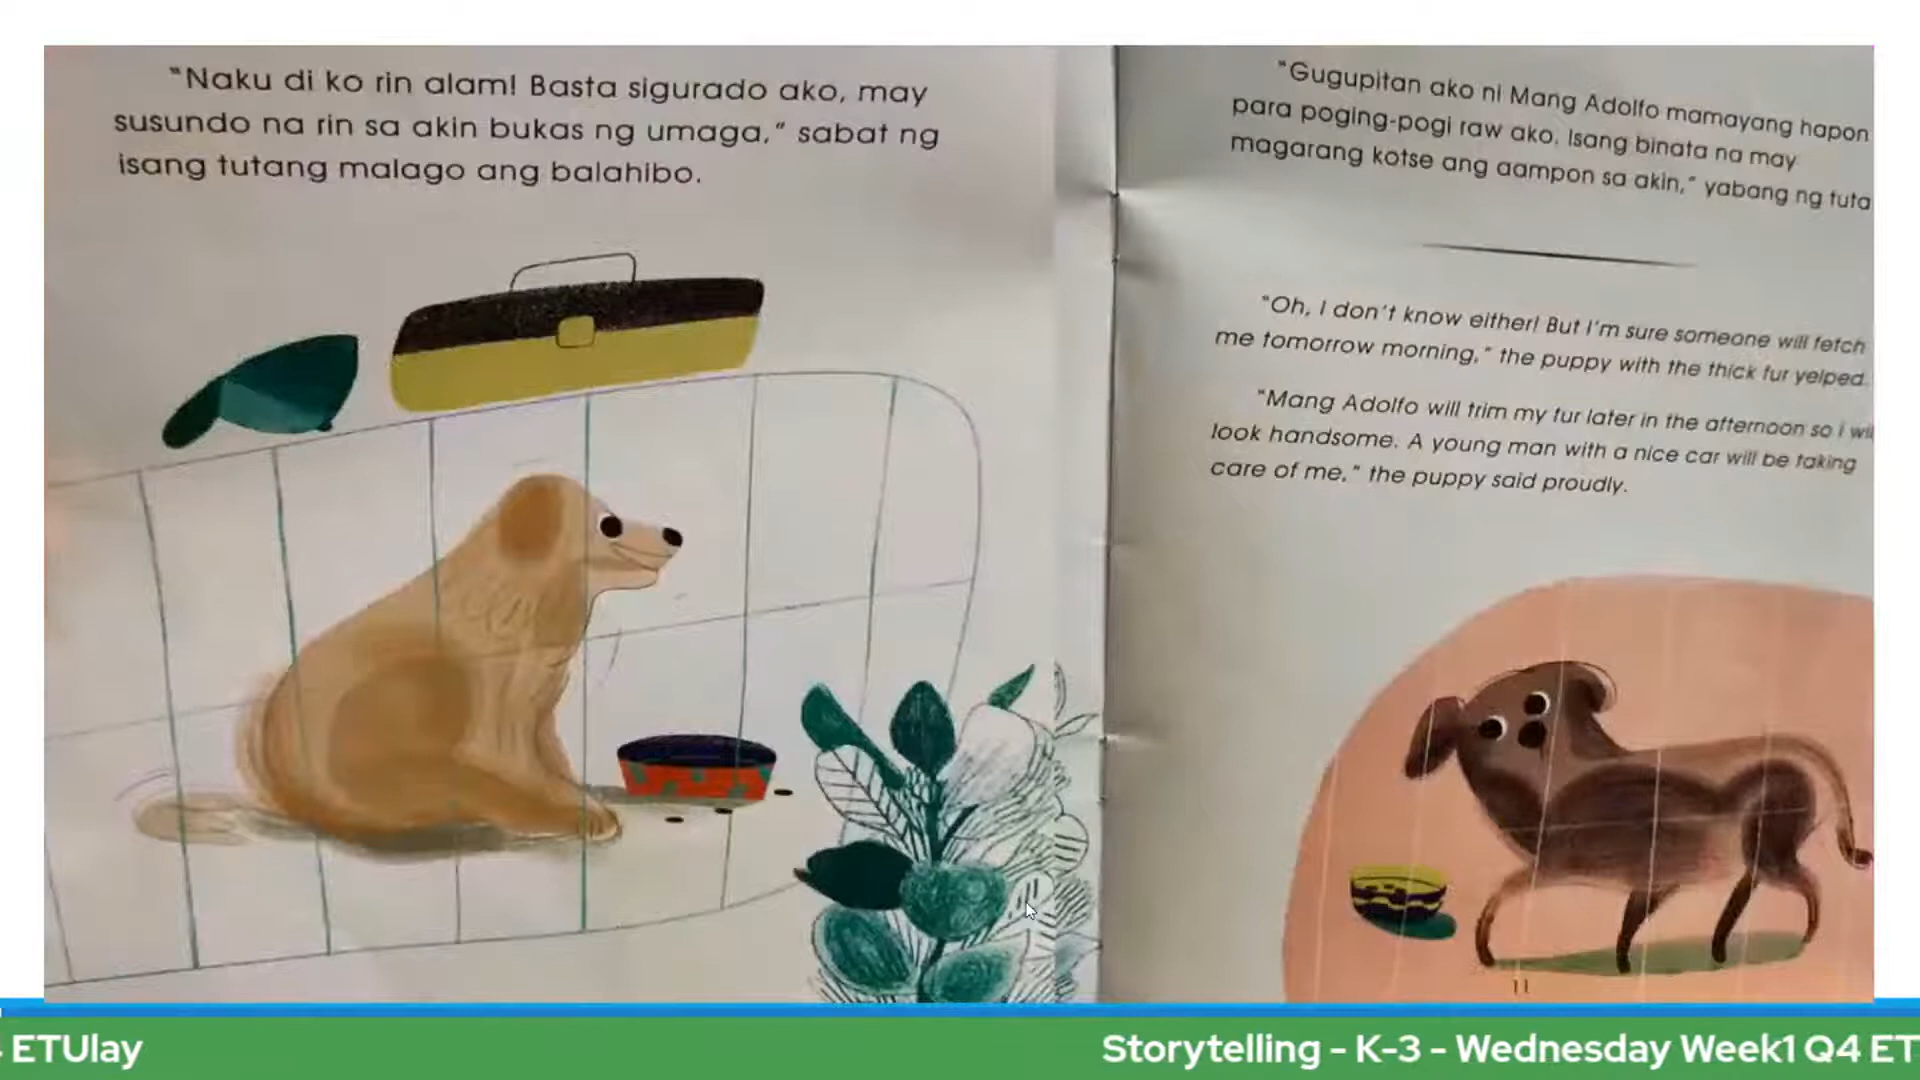 "Naku di ko rin alam! Basta sigurado ako, may
susundo na rin sa akin bukas ng umaga," sabat ng
isang tutang malago ang balahibo.
"Gugupitan ako ni Mang Adolfo mamayang hapon
para poging-pogi raw ako. Isang binata na may
magarang kotse ang aampon sa akin," yabang ng tuta
"Oh, I don't know either! But I'm sure someone will fetch
me tomorrow morning," the puppy with the thick fur yelped.
"Mang Adolfo will trim my fur later in the afternoon so i wil
look handsome. A young man with a nice car will be taking
care of me," the puppy said proudly.
11
ETUlay
Storytelling - K-3 - Wednesday Week1 Q4 ET